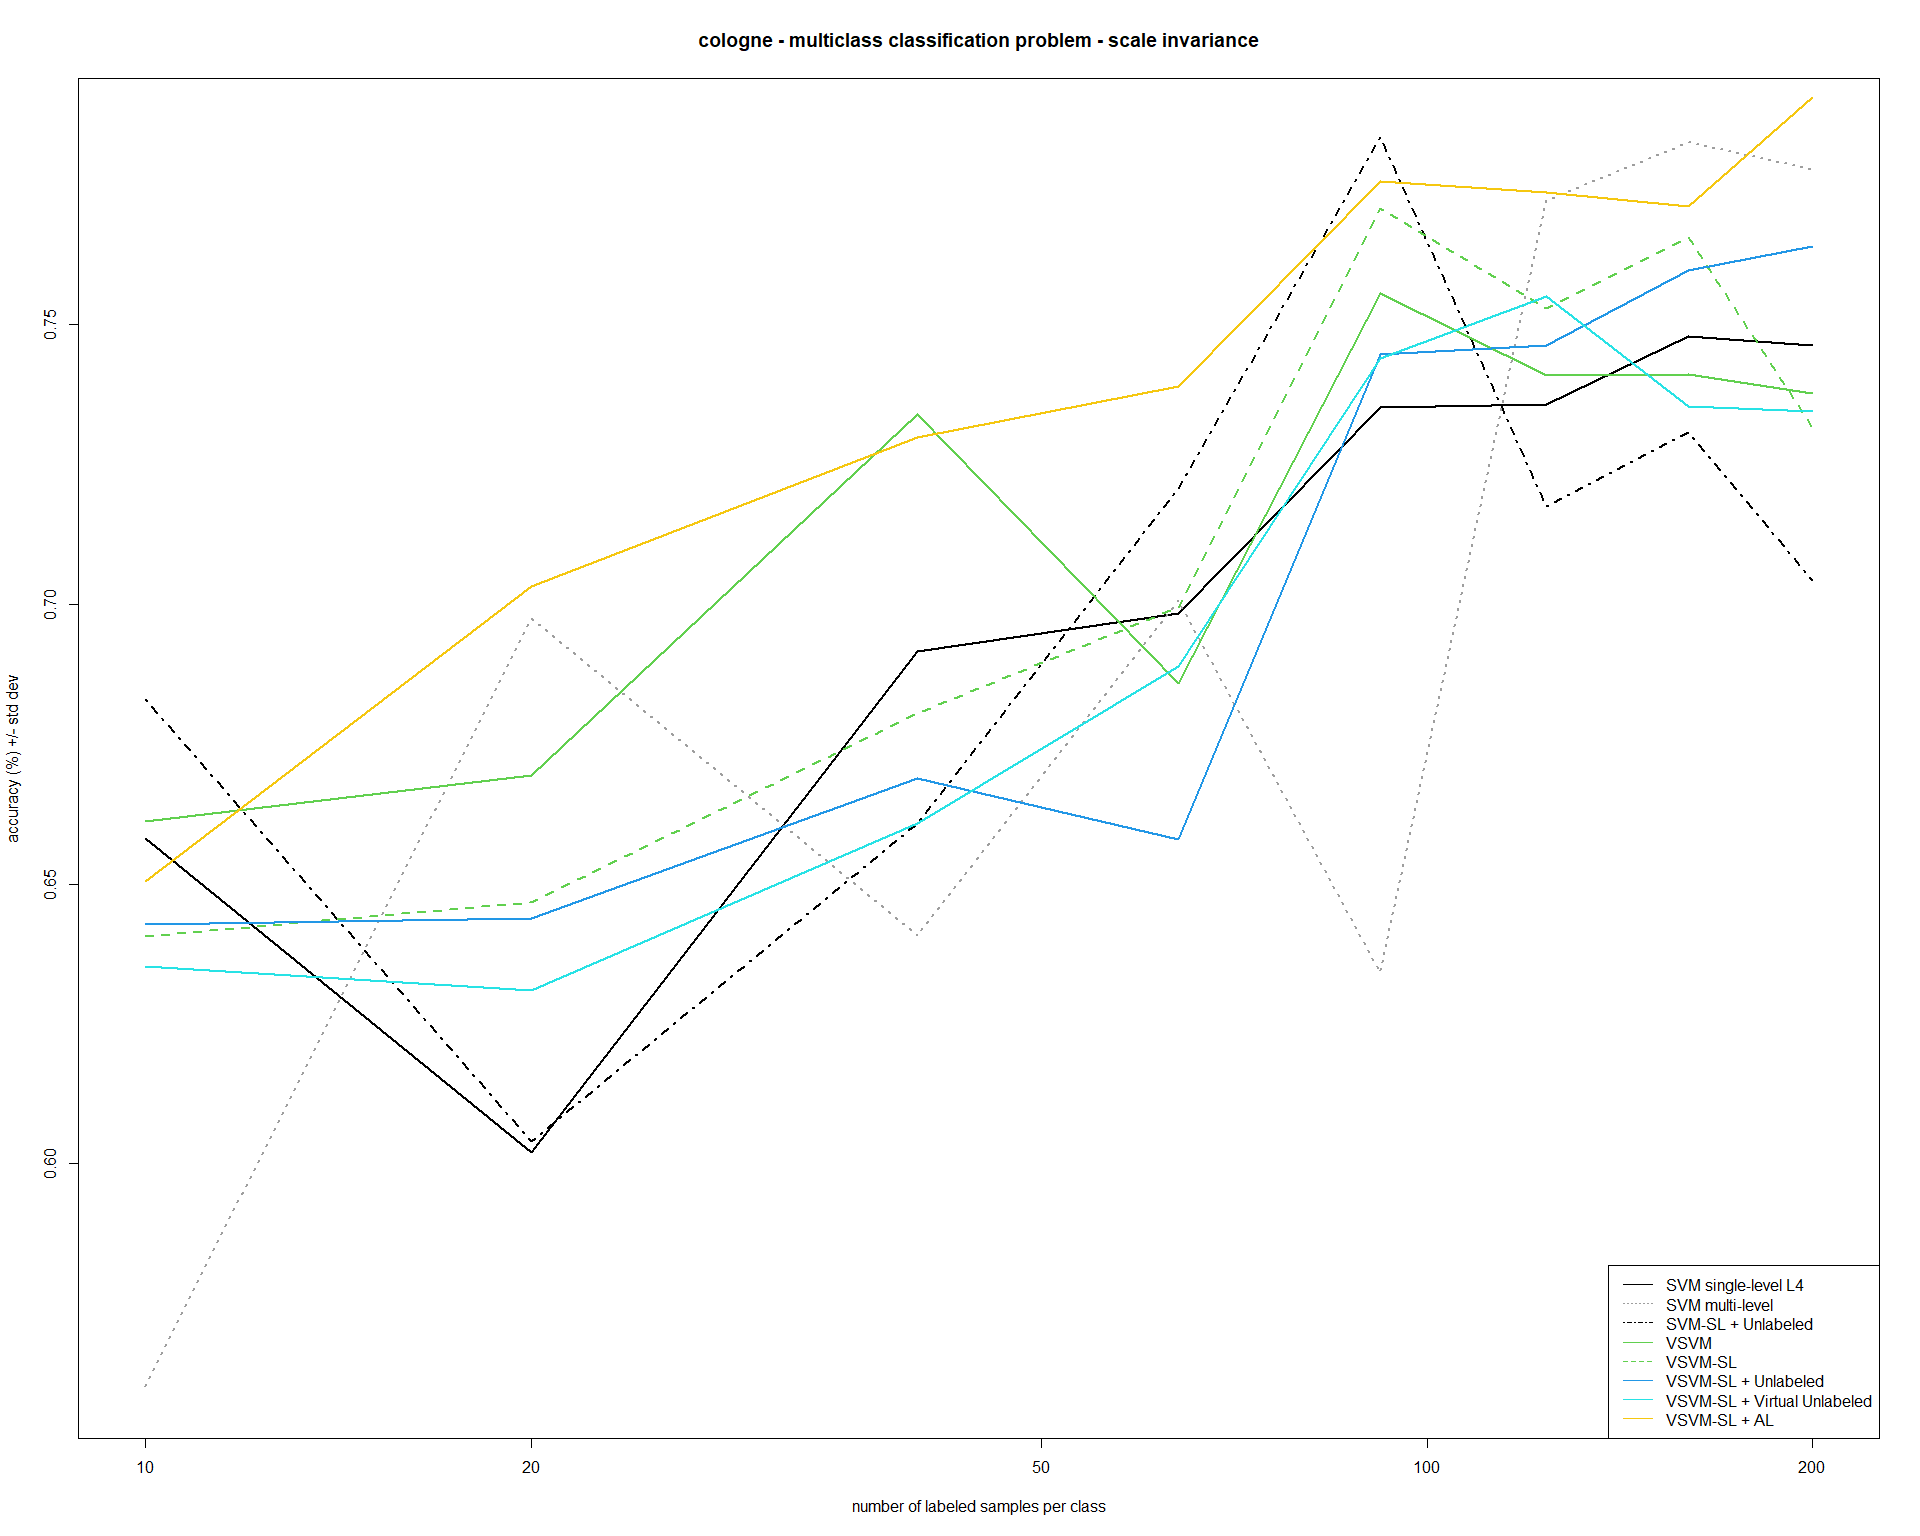 cologne - multiclass classification problem - scale invariance
accuracy (%) +/- std dev
0.75
0.70
0.65
0.60
10
20
50
100
200
number of labeled samples per class
SVM single-level L4
SVM multi-level
SVM-SL + Unlabeled
VSVM
VSVM-SL
VSVM-SL + Unlabeled
VSVM-SL + Virtual Unlabeled
VSVM-SL + AL